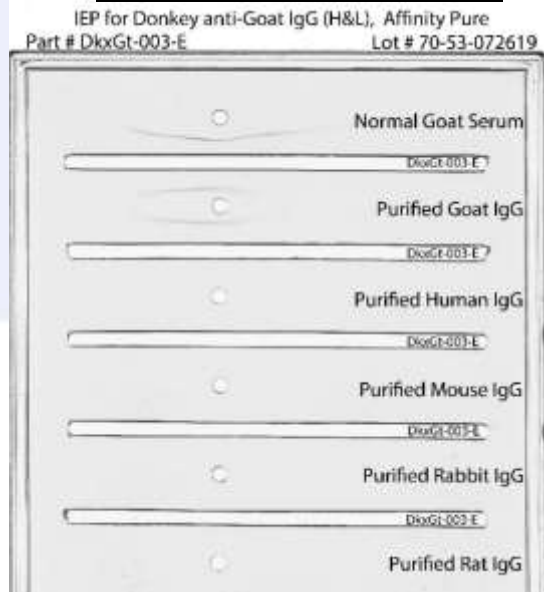 IEP for Donkey anti-Goat IgG (H&L), Affinity Pure
Part # DkxGt-003-E Lot # 70-53-072619
Normal Goat Serum
DkxGt-003-E
Purified Goat IgG
DkxGt-003-E
Purified Human IgG
DkxGt-003-E
Purified Mouse IgG
DkxGt-003-E
Purified Rabbit IgG
DkxGt-003-E
Purified Rat IgG